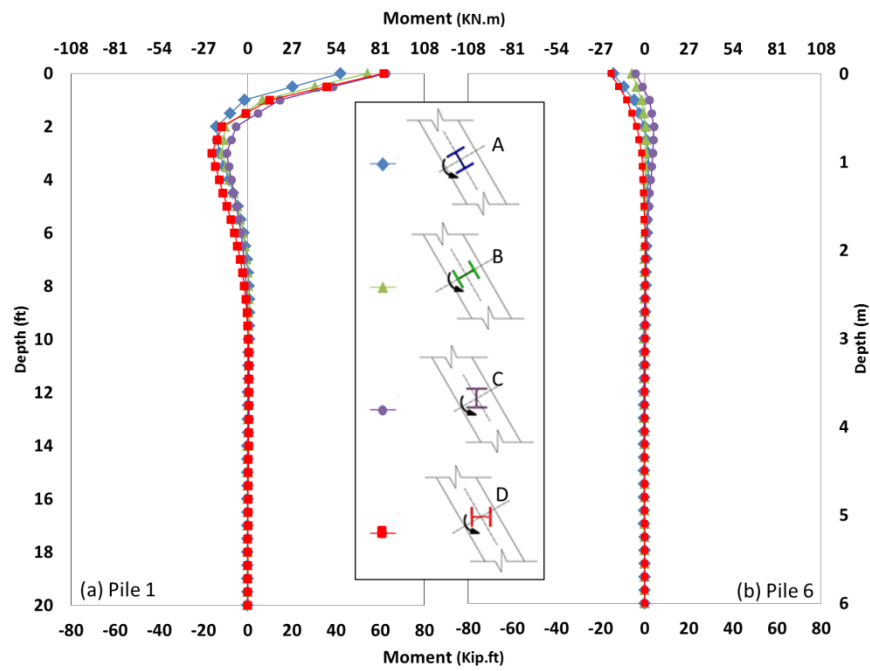 Moment (KN.m)
-108 -81 -54 -27 0 27 54 81 108 -108 -81 -54 -27 0 27 54 81 108
0 2 4 6 8 10 12 14 16 18 20
Depth (ft)
A
B
C
D
0 1 2 3 4 5 6
Depth (m)
(a) Pile 1
(b) Pile 6
-80 -60 -40 -20 0 20 40 60 80 -80 -60 -40 -20 0 20 40 60 80
Moment (Kip.ft)